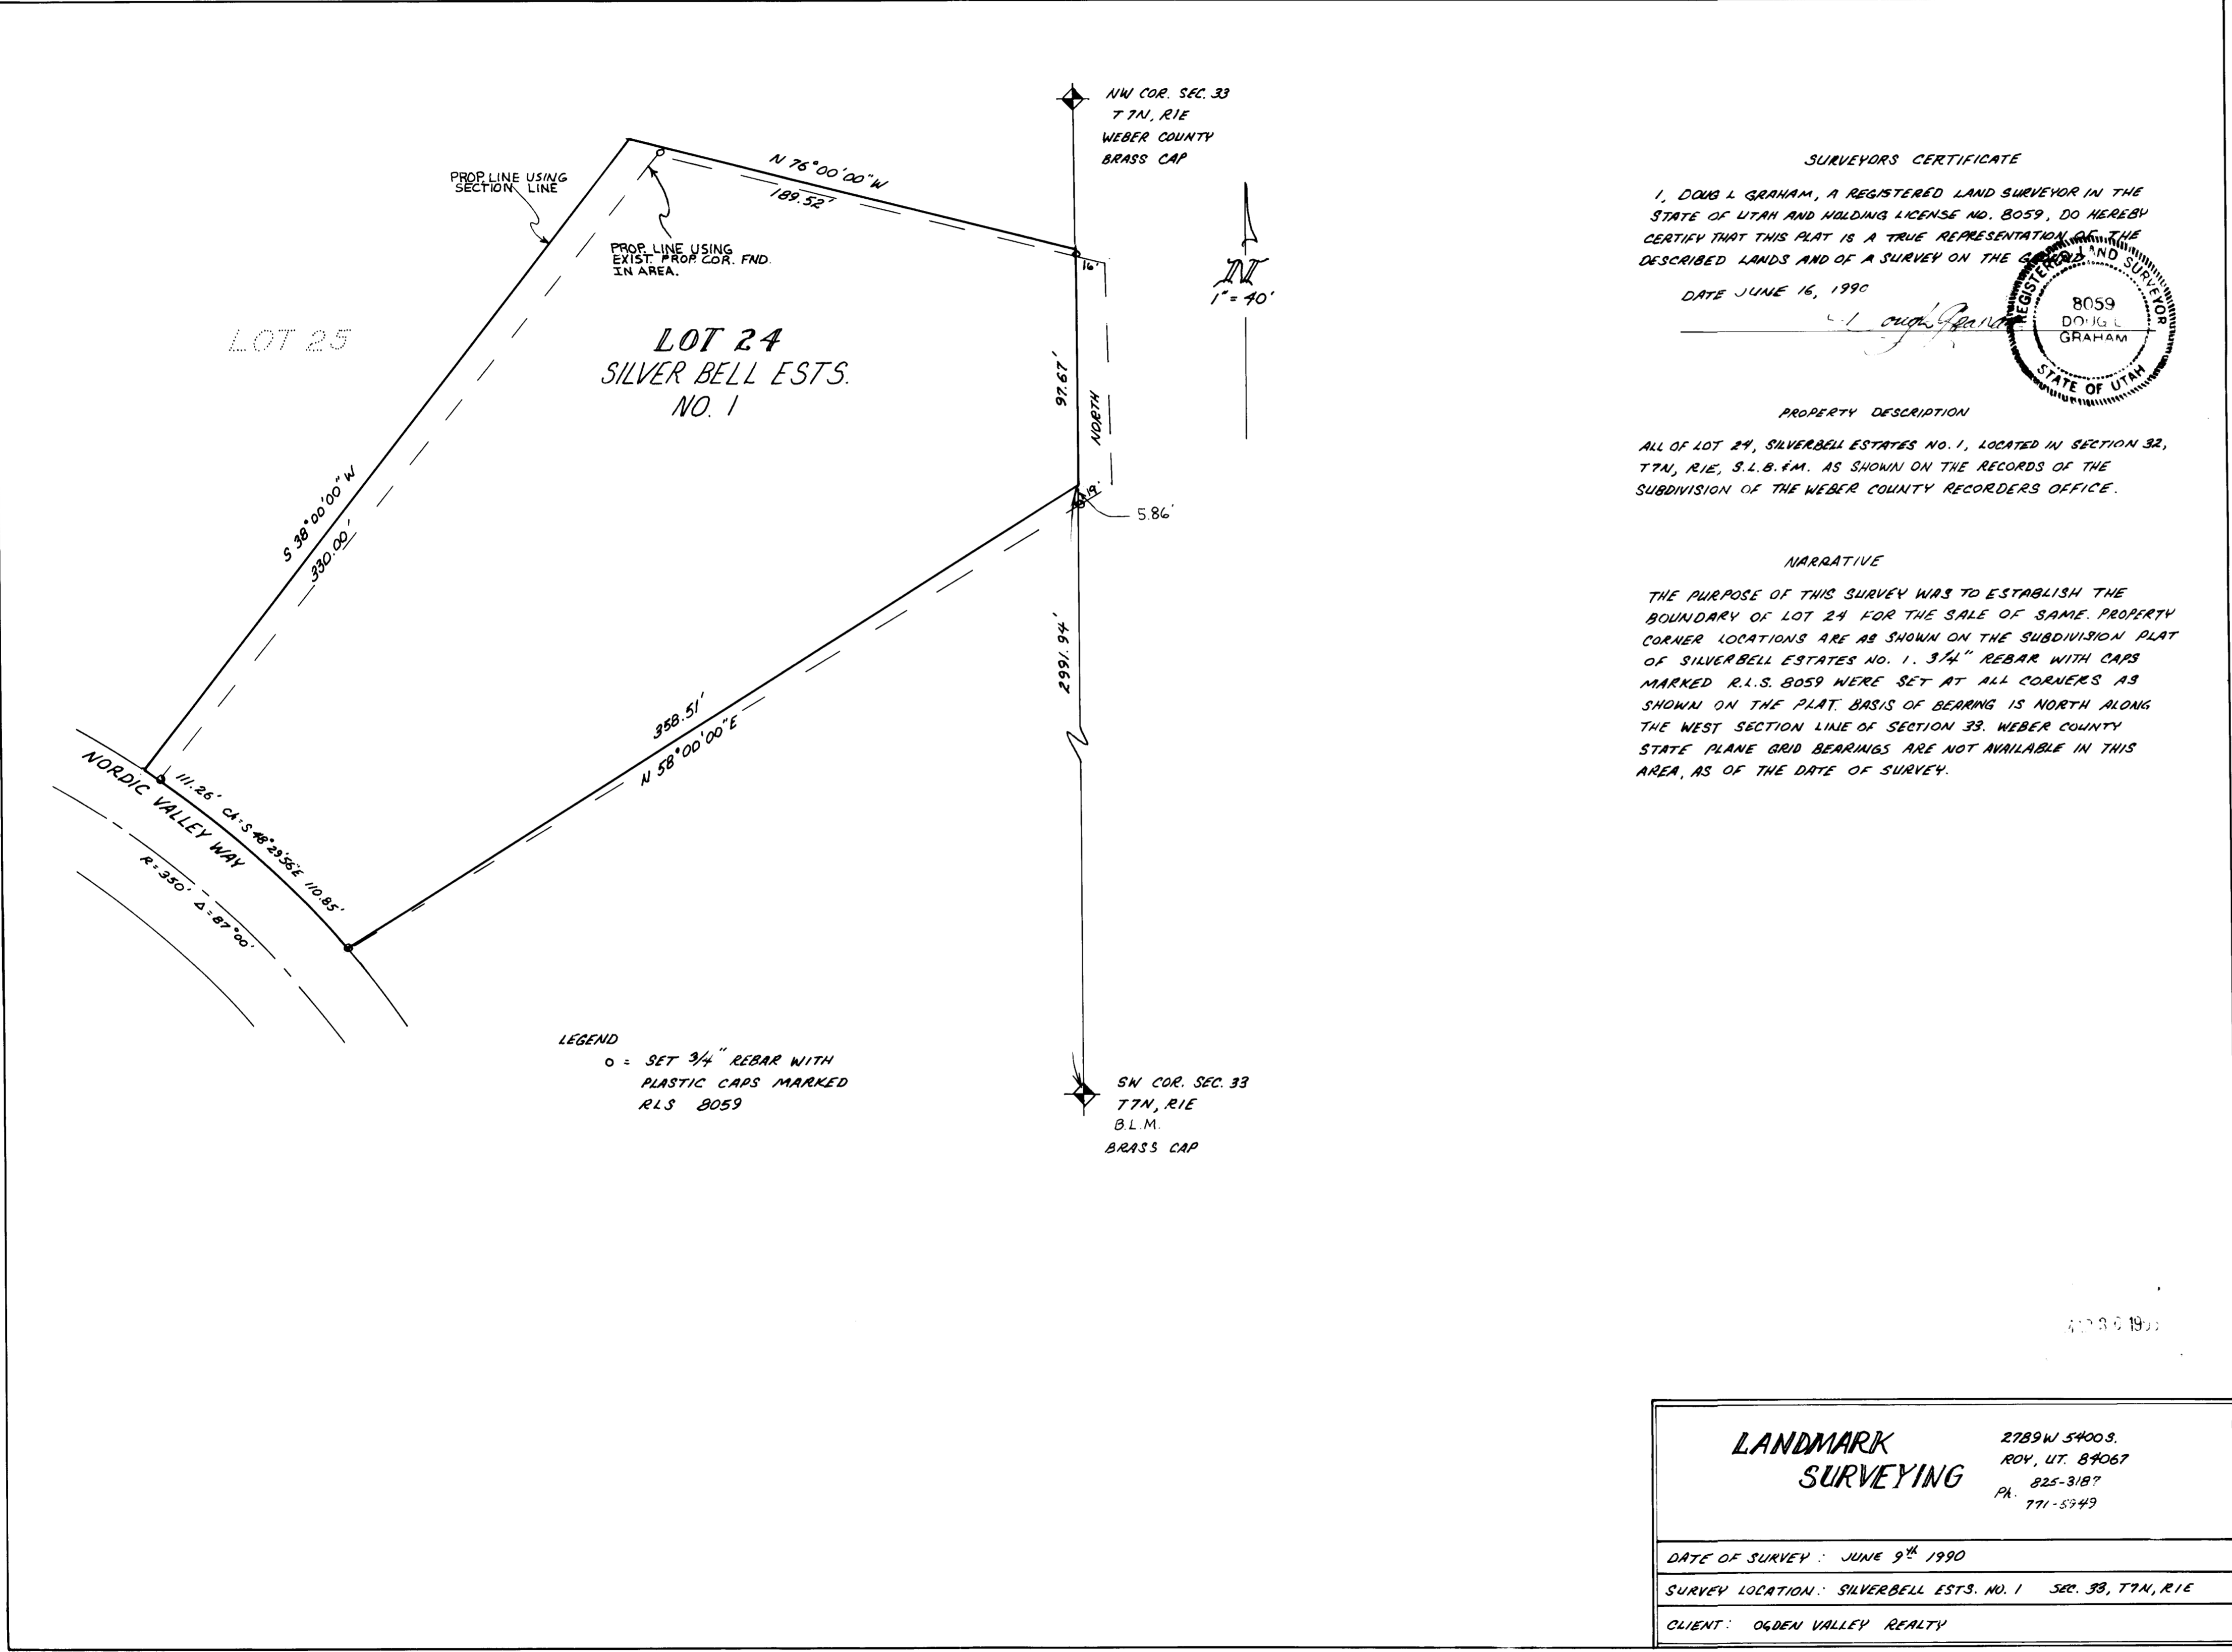 NW COR. SEC. 33
T 7N, R1E
WEBER COUNTY
BRASS CAP
PROP. LINE USING
SECTION LINE
N 76°00'00" W
189.52'
PROP. LINE USING
EXIST. PROP. COR. FND.
IN AREA.
16'
N
1" = 40'
LOT 25
LOT 24
SILVER BELL ESTS.
NO. 1
97.67'
NORTH
19'
5.86'
S 38°00'00" W
330.00'
2991.94'
358.51'
N 58°00'00" E
NORDIC VALLEY WAY
111.26' Ch= S 48°29'56"E 110.85'
R= 350' Δ= 87°00'
LEGEND
o = SET 3/4" REBAR WITH
PLASTIC CAPS MARKED
RLS 8059
SW COR. SEC. 33
T7N, R1E
B.L.M.
BRASS CAP
SURVEYORS CERTIFICATE
I, DOUG L GRAHAM, A REGISTERED LAND SURVEYOR IN THE
STATE OF UTAH AND HOLDING LICENSE NO. 8059, DO HEREBY
CERTIFY THAT THIS PLAT IS A TRUE REPRESENTATION OF THE
DESCRIBED LANDS AND OF A SURVEY ON THE
DATE JUNE 16, 1990
REGISTERED LAND SURVEYOR
8059
DOUG L
GRAHAM
STATE OF UTAH
PROPERTY DESCRIPTION
ALL OF LOT 24, SILVERBELL ESTATES NO. 1, LOCATED IN SECTION 32,
T7N, R1E, S.L.B.&M. AS SHOWN ON THE RECORDS OF THE
SUBDIVISION OF THE WEBER COUNTY RECORDERS OFFICE.
NARRATIVE
THE PURPOSE OF THIS SURVEY WAS TO ESTABLISH THE
BOUNDARY OF LOT 24 FOR THE SALE OF SAME. PROPERTY
CORNER LOCATIONS ARE AS SHOWN ON THE SUBDIVISION PLAT
OF SILVERBELL ESTATES NO. 1. 3/4" REBAR WITH CAPS
MARKED R.L.S. 8059 WERE SET AT ALL CORNERS AS
SHOWN ON THE PLAT. BASIS OF BEARING IS NORTH ALONG
THE WEST SECTION LINE OF SECTION 33. WEBER COUNTY
STATE PLANE GRID BEARINGS ARE NOT AVAILABLE IN THIS
AREA, AS OF THE DATE OF SURVEY.
LANDMARK
SURVEYING
2789 W 5400 S.
ROY, UT. 84067
Ph. 825-3187
771-5949
DATE OF SURVEY : JUNE 9th 1990
SURVEY LOCATION: SILVERBELL ESTS. NO. 1 SEC. 33, T7N, R1E
CLIENT: OGDEN VALLEY REALTY